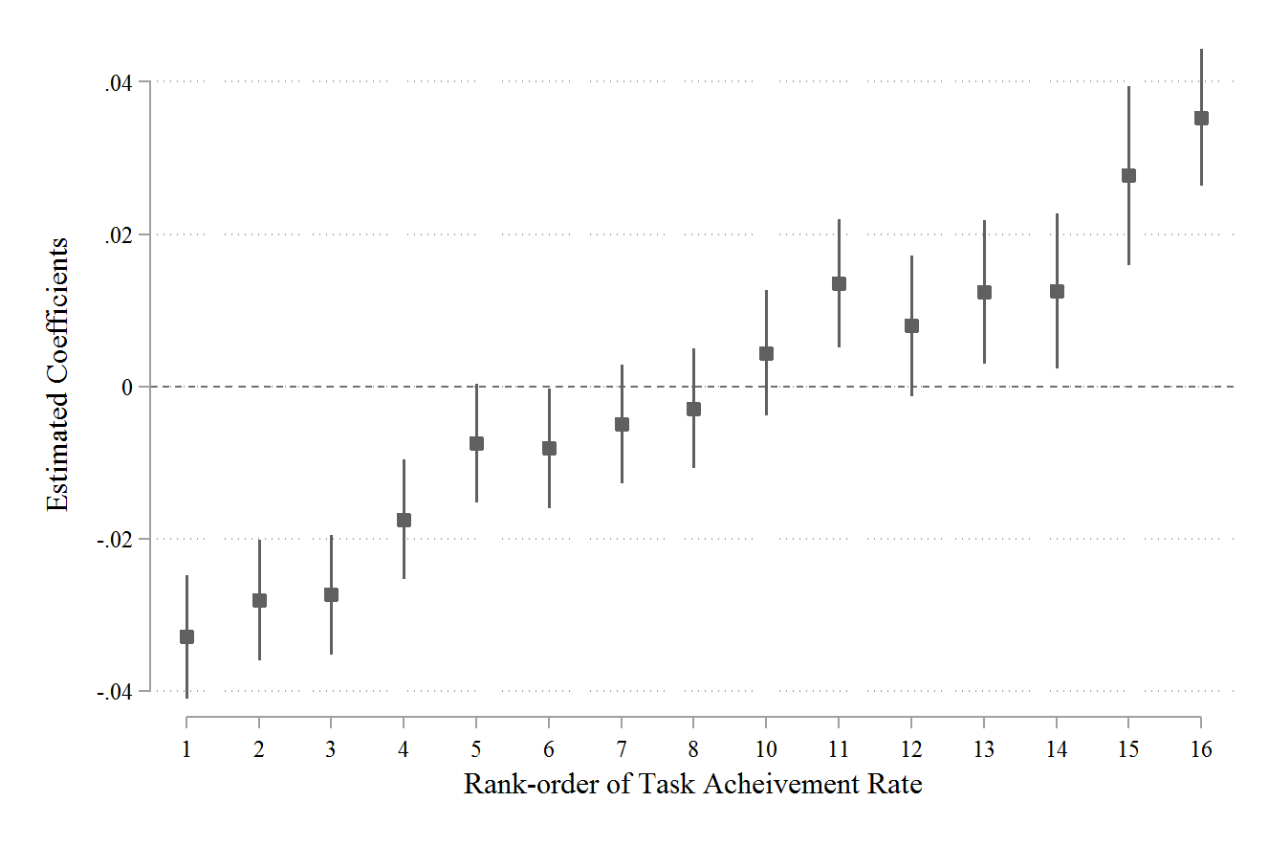 .04
.02
0
-.02
-.04
Estimated Coefficients
1 2 3 4 5 6 7 8 10 11 12 13 14 15 16
Rank-order of Task Acheivement Rate